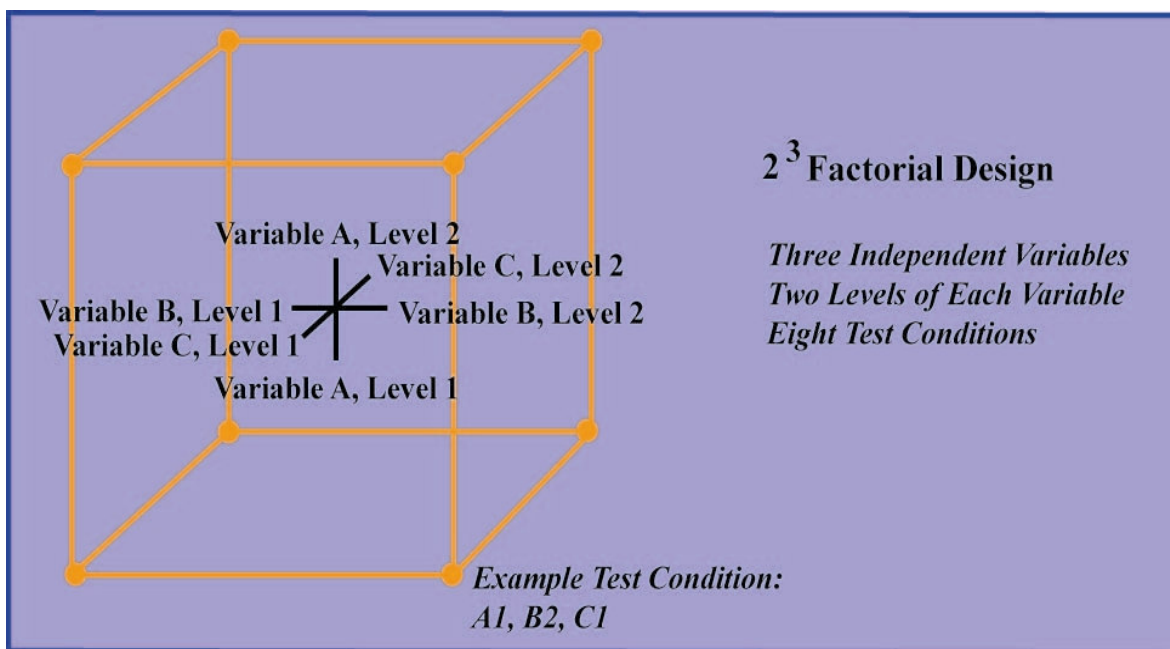 2³ Factorial Design
Three Independent Variables
Two Levels of Each Variable
Eight Test Conditions
Variable A, Level 2
Variable C, Level 2
Variable B, Level 1
Variable B, Level 2
Variable C, Level 1
Variable A, Level 1
Example Test Condition:
A1, B2, C1